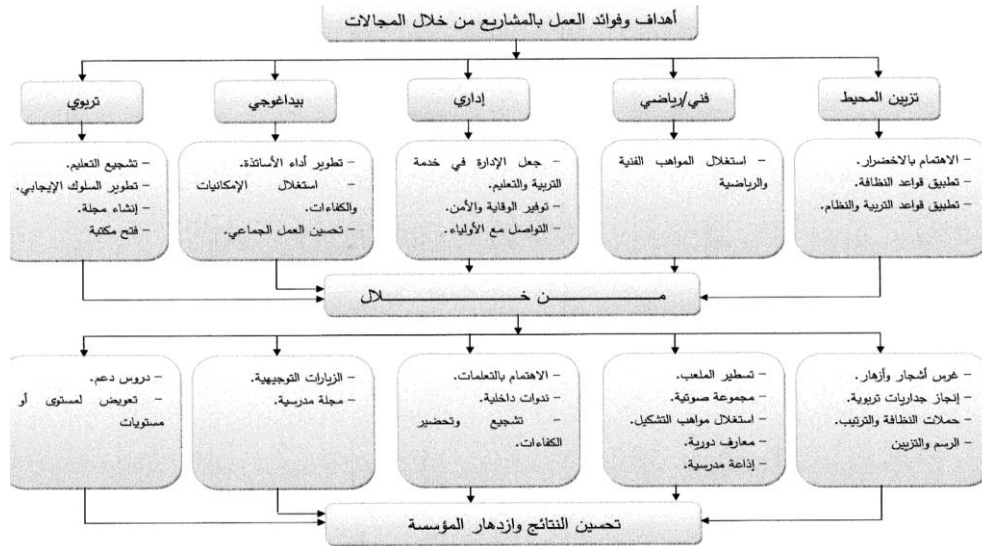 أهداف وفوائد العمل بالمشاريع من خلال المجالات
تزيين المحيط
فني/رياضي
إداري
بيداغوجي
تربوي
– الاهتمام بالاخضرار.
– تطبيق قواعد النظافة.
– تطبيق قواعد التربية والنظام.
– استغلال المواهب الفنية
والرياضية
– جعل الإدارة في خدمة
التربية والتعليم.
– توفير الوقاية والأمن.
– التواصل مع الأولياء.
– تطوير أداء الأساتذة.
– استغلال الإمكانيات
والكفاءات.
– تحسين العمل الجماعي.
– تشجيع التعليم.
– تطوير السلوك الإيجابي.
– إنشاء مجلة.
– فتح مكتبة
مـــــــن خـــــــلال
– غرس أشجار وأزهار.
– إنجاز جداريات تربوية.
– حملات النظافة والترتيب.
– الرسم والتزيين
– تسطير الملعب.
– مجموعة صوتية.
– استغلال مواهب التشكيل.
– معارف دورية.
– إذاعة مدرسية.
– الاهتمام بالتعلمات.
– ندوات داخلية.
– تشجيع وتحضير
الكفاءات.
– الزيارات التوجيهية.
– مجلة مدرسية.
– دروس دعم.
– تعويض لمستوى أو
مستويات
تحسين النتائج وازدهار المؤسسة